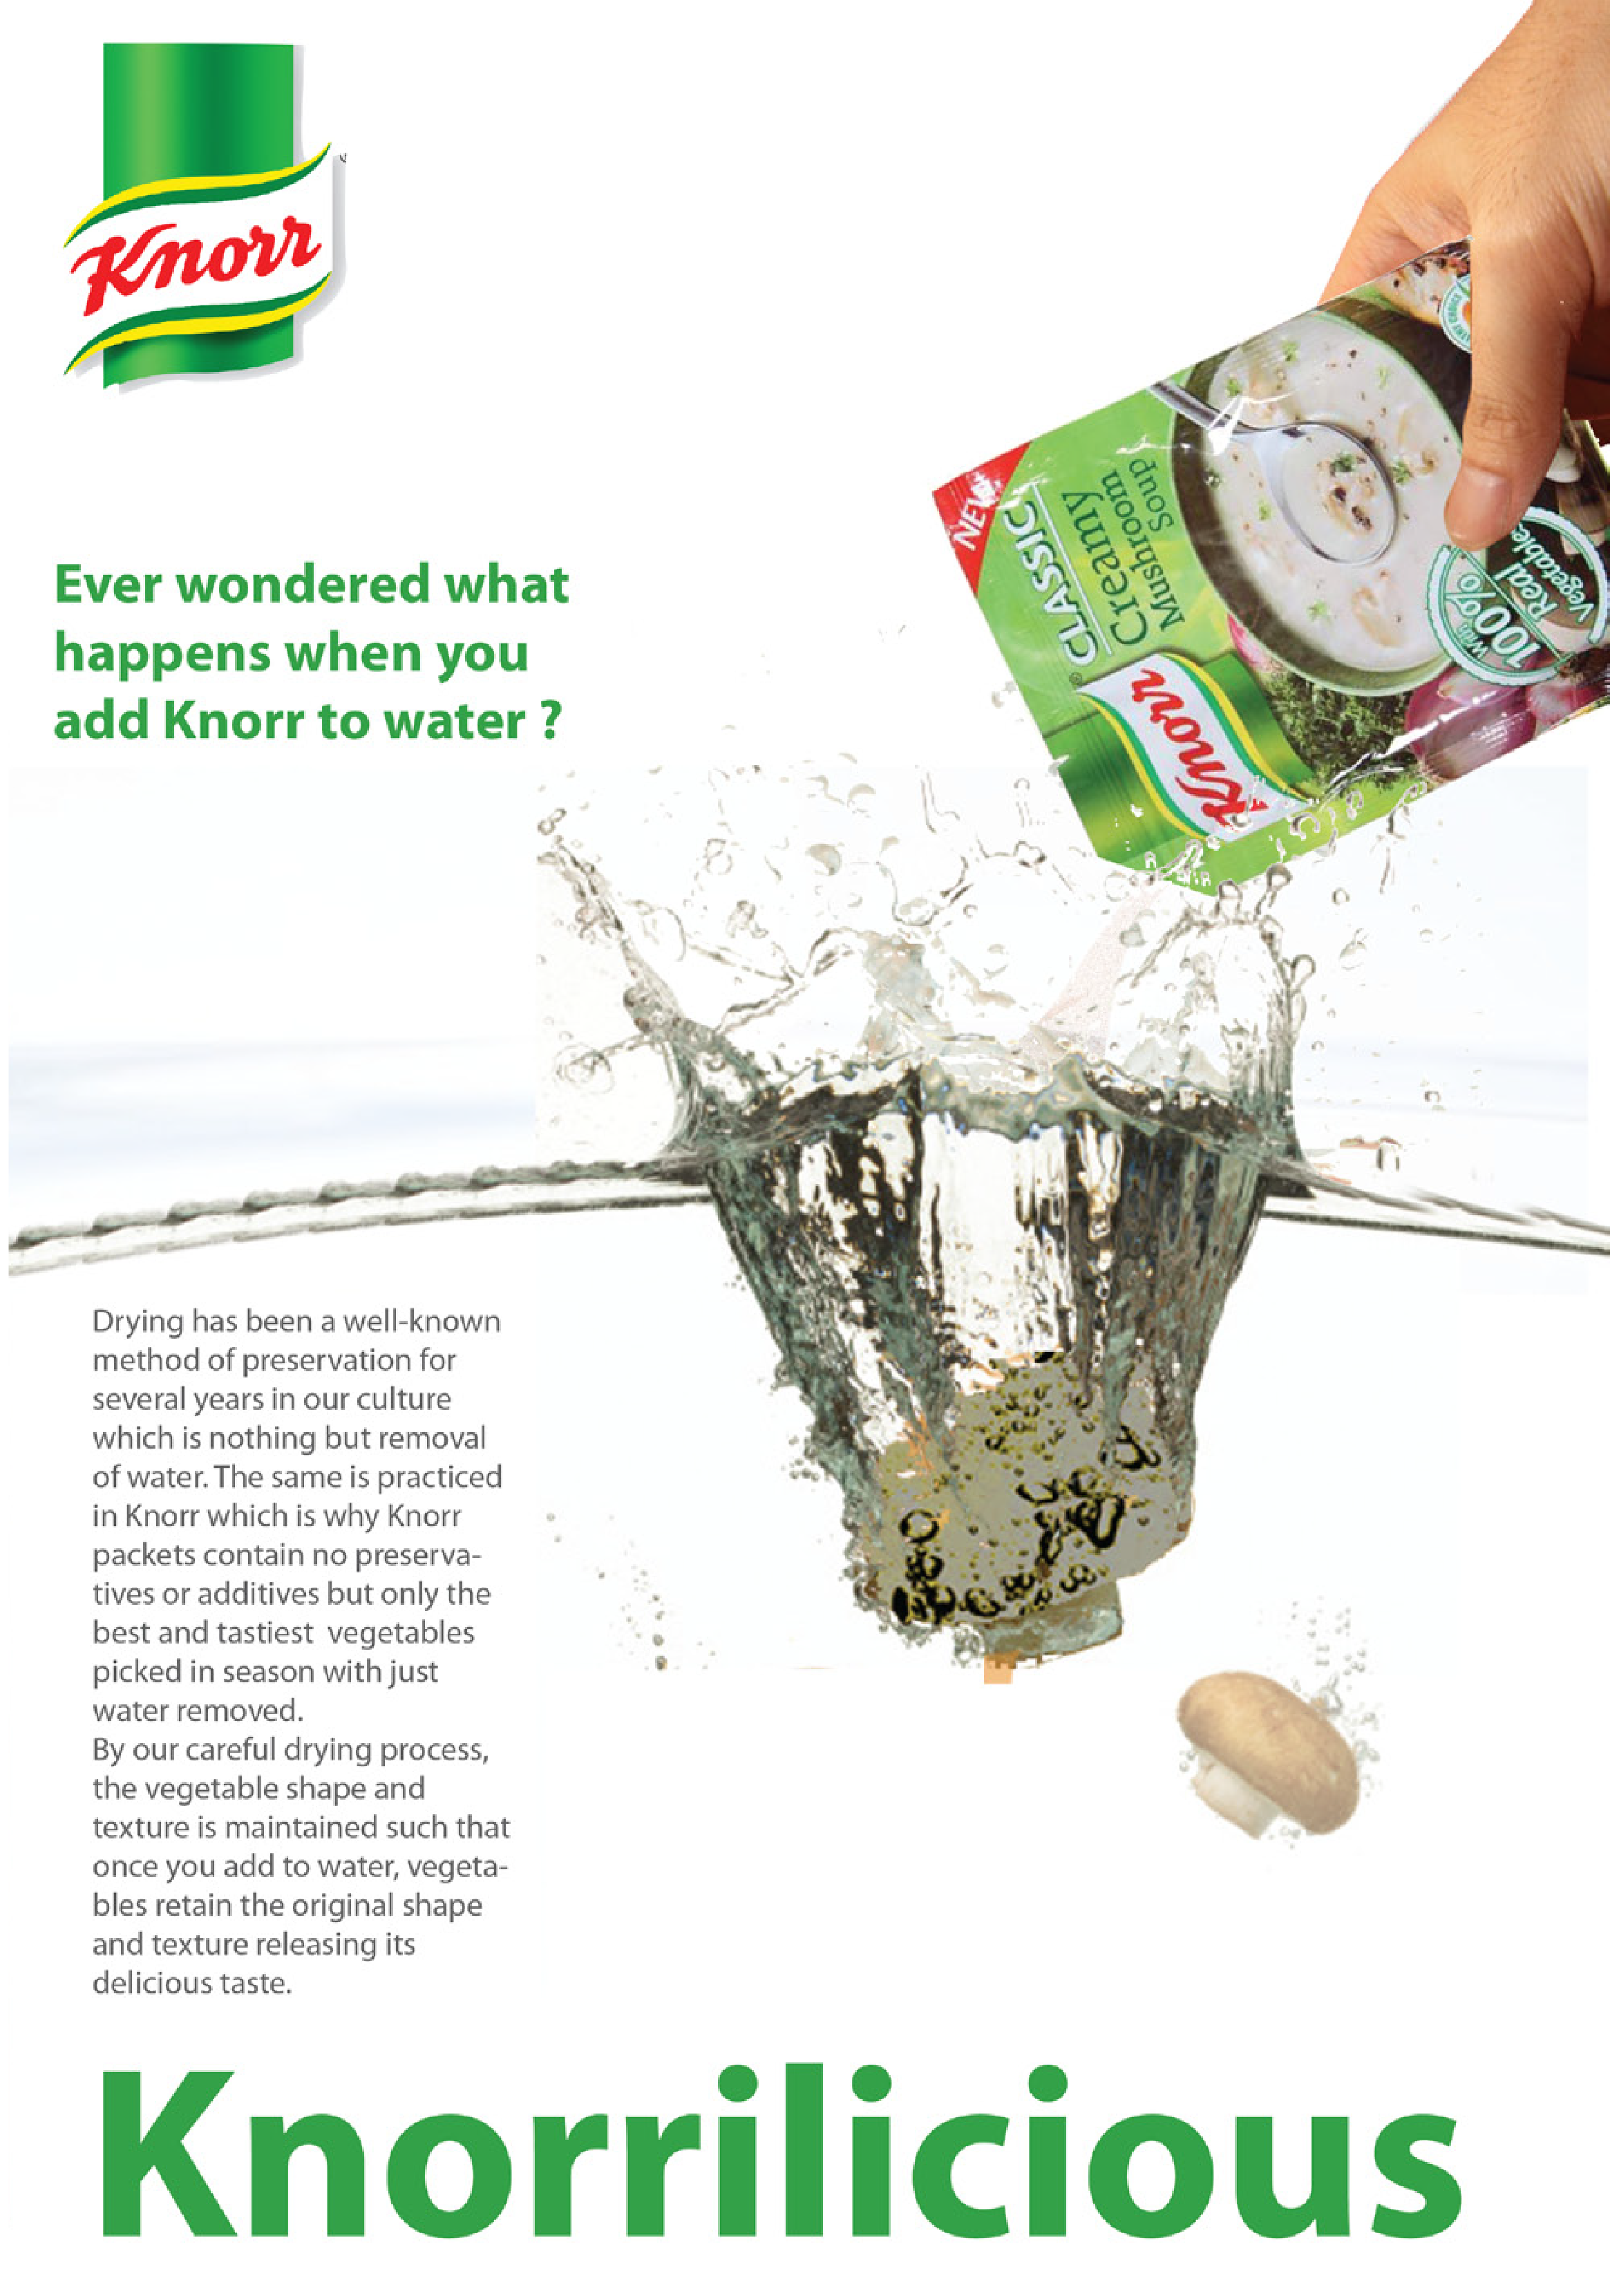 Knorr
Ever wondered what
happens when you
add Knorr to water ?
NEW
CLASSIC
Creamy
Mushroom
Soup
Knorr
®
with
100%
Real
Vegetables
Drying has been a well-known
method of preservation for
several years in our culture
which is nothing but removal
of water. The same is practiced
in Knorr which is why Knorr
packets contain no preserva-
tives or additives but only the
best and tastiest vegetables
picked in season with just
water removed.
By our careful drying process,
the vegetable shape and
texture is maintained such that
once you add to water, vegeta-
bles retain the original shape
and texture releasing its
delicious taste.
Knorrilicious